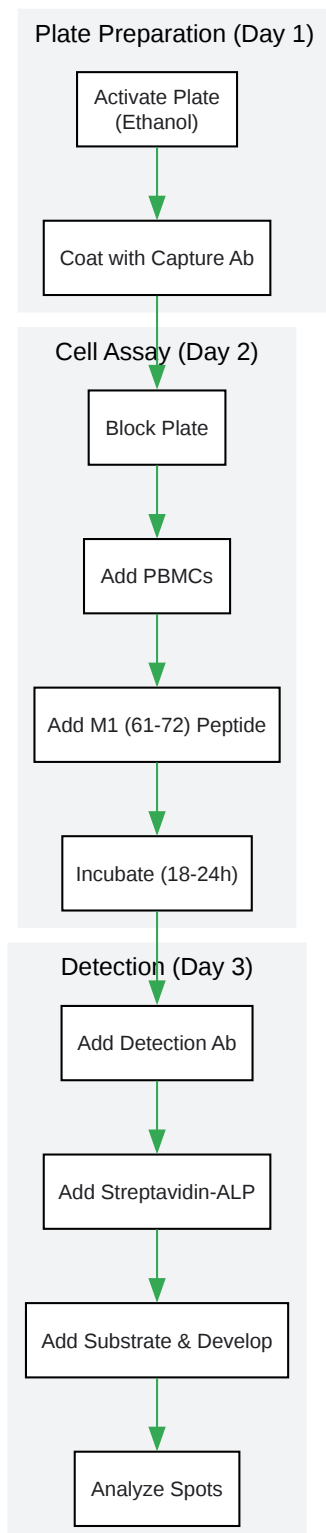 Plate Preparation (Day 1)
Activate Plate
(Ethanol)
Coat with Capture Ab
Cell Assay (Day 2)
Block Plate
Add PBMCs
Add M1 (61-72) Peptide
Incubate (18-24h)
Detection (Day 3)
Add Detection Ab
Add Streptavidin-ALP
Add Substrate & Develop
Analyze Spots